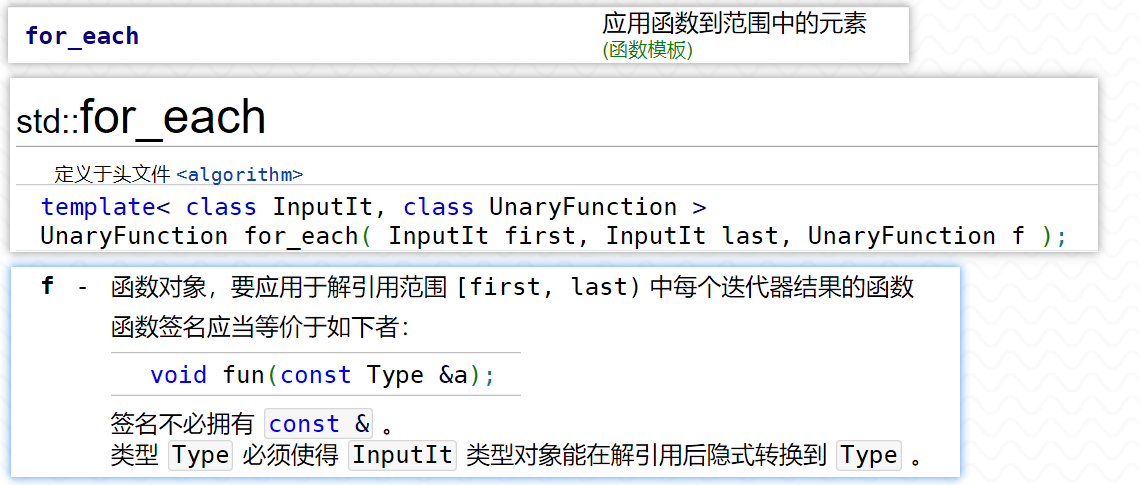 for_each 应用函数到范围中的元素
(函数模板)
std::for_each
定义于头文件 <algorithm>
template< class InputIt, class UnaryFunction >
UnaryFunction for_each( InputIt first, InputIt last, UnaryFunction f );
f - 函数对象，要应用于解引用范围 [first, last) 中每个迭代器结果的函数
函数签名应当等价于如下者：
void fun(const Type &a);
签名不必拥有 const & 。
类型 Type 必须使得 InputIt 类型对象能在解引用后隐式转换到 Type 。